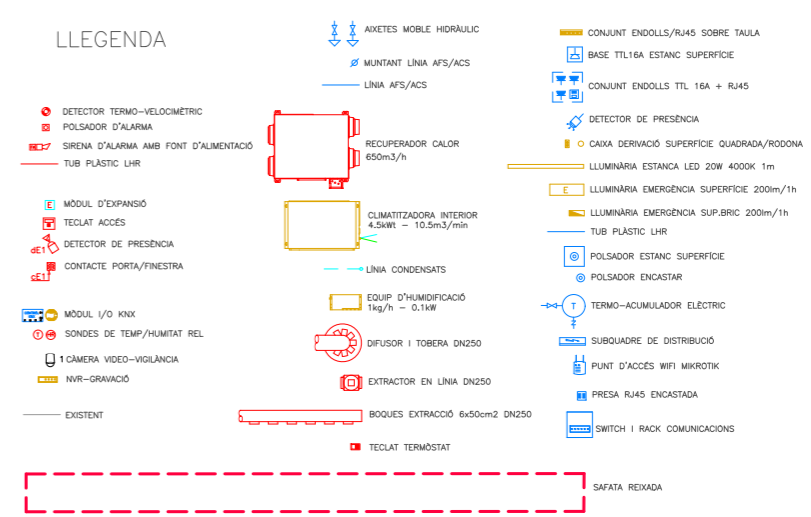 LLEGENDA
DETECTOR TERMO-VELOCIMÈTRIC
POLSADOR D'ALARMA
SIRENA D'ALARMA AMB FONT D'ALIMENTACIÓ
TUB PLÀSTIC LHR
E MÒDUL D'EXPANSIÓ
TECLAT ACCÉS
dE1 DETECTOR DE PRESÈNCIA
cE1 CONTACTE PORTA/FINESTRA
MÒDUL I/O KNX
T HR SONDES DE TEMP/HUMITAT REL
1 CÀMERA VIDEO-VIGILÀNCIA
NVR-GRAVACIÓ
EXISTENT
AIXETES MOBLE HIDRÀULIC
MUNTANT LÍNIA AFS/ACS
LÍNIA AFS/ACS
RECUPERADOR CALOR
650m3/h
CLIMATITZADORA INTERIOR
4.5kWt - 10.5m3/min
LÍNIA CONDENSATS
EQUIP D'HUMIDIFICACIÓ
1kg/h - 0.1kW
DIFUSOR I TOBERA DN250
EXTRACTOR EN LÍNIA DN250
BOQUES EXTRACCIÓ 6x50cm2 DN250
TECLAT TERMÒSTAT
CONJUNT ENDOLLS/RJ45 SOBRE TAULA
BASE TTL16A ESTANC SUPERFÍCIE
CONJUNT ENDOLLS TTL 16A + RJ45
DETECTOR DE PRESÈNCIA
CAIXA DERIVACIÓ SUPERFÍCIE QUADRADA/RODONA
LLUMINÀRIA ESTANCA LED 20W 4000K 1m
E LLUMINÀRIA EMERGÈNCIA SUPERFÍCIE 200lm/1h
LLUMINÀRIA EMERGÈNCIA SUP.BRIC 200lm/1h
TUB PLÀSTIC LHR
POLSADOR ESTANC SUPERFÍCIE
POLSADOR ENCASTAR
T TERMO-ACUMULADOR ELÈCTRIC
SUBQUADRE DE DISTRIBUCIÓ
PUNT D'ACCÉS WIFI MIKROTIK
PRESA RJ45 ENCASTADA
SWITCH I RACK COMUNICACIONS
SAFATA REIXADA